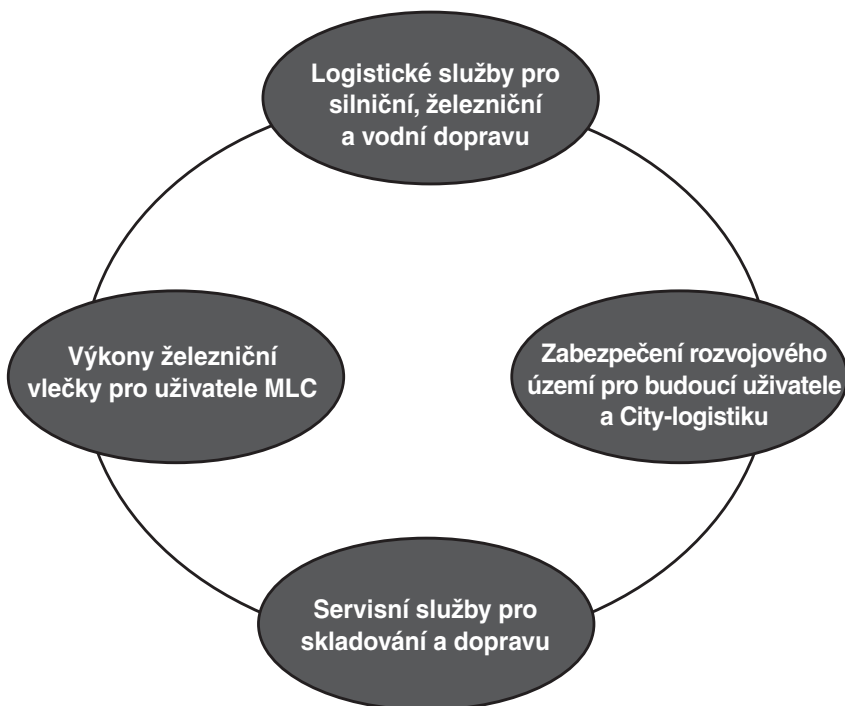 Logistické služby pro
silniční, železniční
a vodní dopravu
Výkony železniční
vlečky pro uživatele MLC
Zabezpečení rozvojového
území pro budoucí uživatele
a City-logistiku
Servisní služby pro
skladování a dopravu